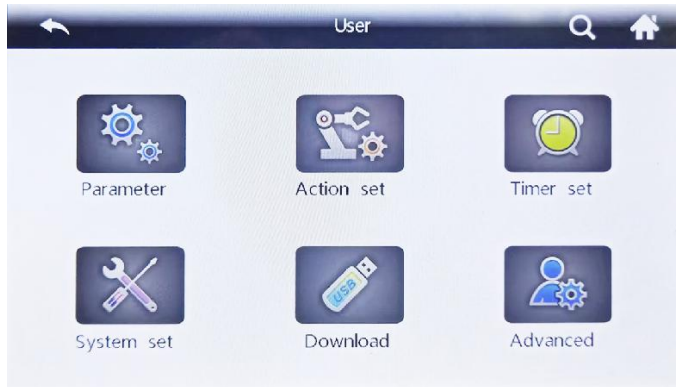 User
Parameter
Action set
Timer set
USB
System set
Download
Advanced